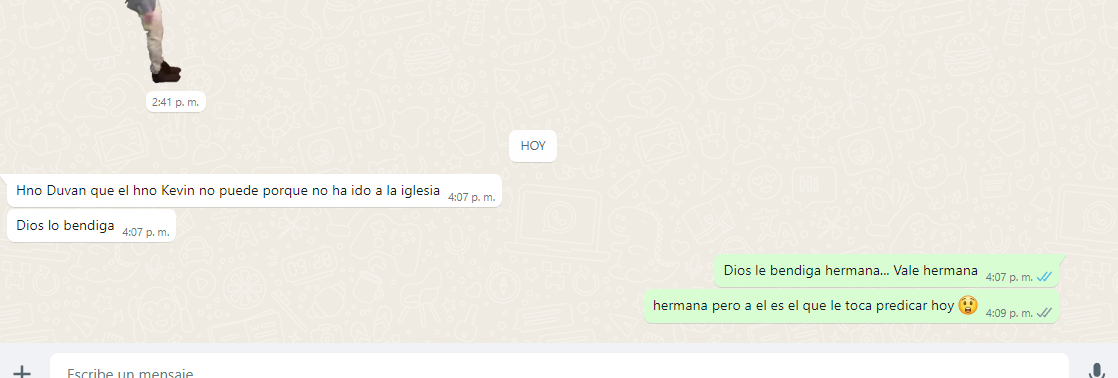 2:41 p. m.
HOY
Hno Duvan que el hno Kevin no puede porque no ha ido a la iglesia 4:07 p. m.
Dios lo bendiga 4:07 p. m.
Dios le bendiga hermana... Vale hermana 4:07 p. m.
hermana pero a el es el que le toca predicar hoy 😲 4:09 p. m.
Escribe un mensaje